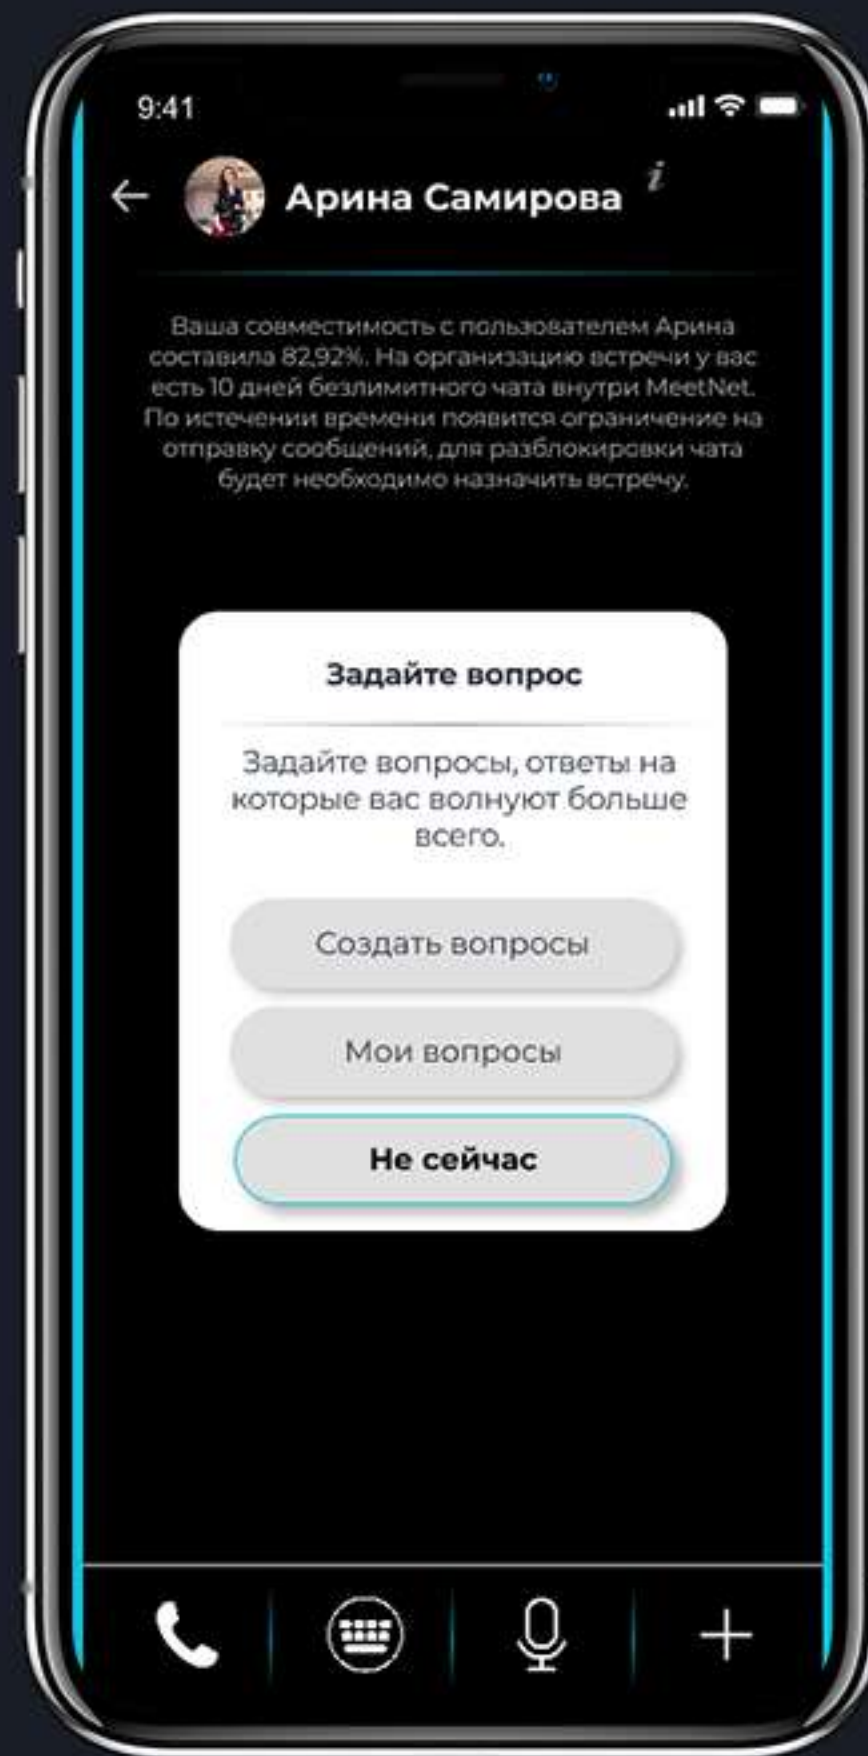 9:41
Арина Самирова i
Ваша совместимость с пользователем Арина
составила 82,92%. На организацию встречи у вас
есть 10 дней безлимитного чата внутри MeetNet.
По истечении времени появится ограничение на
отправку сообщений, для разблокировки чата
будет необходимо назначить встречу.
Задайте вопрос
Задайте вопросы, ответы на
которые вас волнуют больше
всего.
Создать вопросы
Мои вопросы
Не сейчас